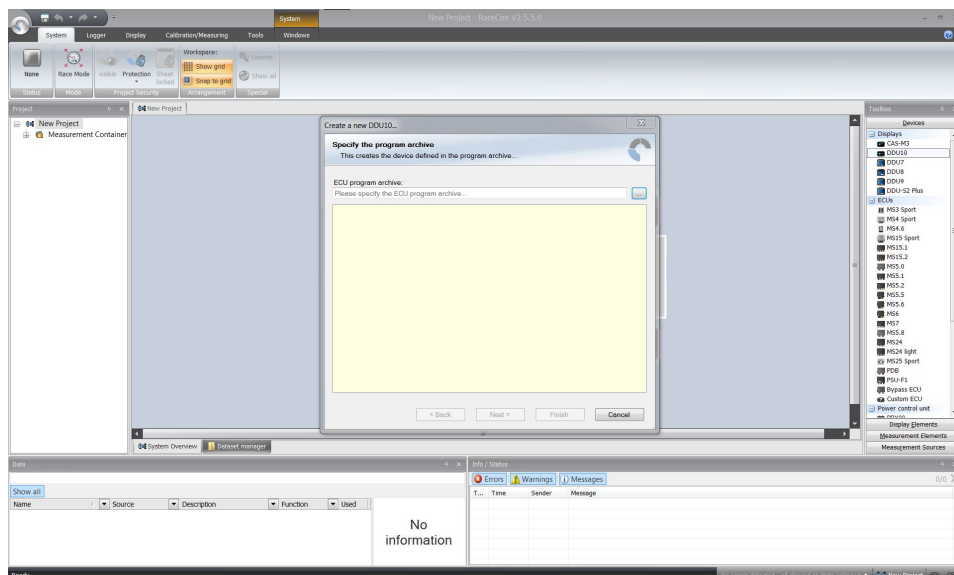 System
New Project - RaceCon V2.5.5.0
System Logger Display Calibration/Measuring Tools Windows
None
Race Mode
visible
Protection
Sheet locked
Workspace:
Show grid
Snap to grid
License
Show all
Status Mode Project Security Arrangement Special
Project
New Project
Measurement Container
New Project
Create a new DDU10...
Specify the program archive
This creates the device defined in the program archive...
ECU program archive:
Please specify the ECU program archive...
...
< Back Next > Finish Cancel
System Overview Dataset manager
Toolbox
Devices
Displays
CAS-M3
DDU10
DDU7
DDU8
DDU9
DDU-S2 Plus
ECUs
MS3 Sport
MS4 Sport
MS4.6
MS15 Sport
MS15.1
MS15.2
MS5.0
MS5.1
MS5.2
MS5.5
MS5.6
MS6
MS7
MS5.8
MS24
MS24 light
MS25 Sport
PDB
PSU-F1
Bypass ECU
Custom ECU
Power control unit
Display Elements
Measurement Elements
Measurement Sources
Data
Show all
Name Source Description Function Used
No
information
Info / Status
Errors Warnings Messages
0/0
T... Time Sender Message
Ready